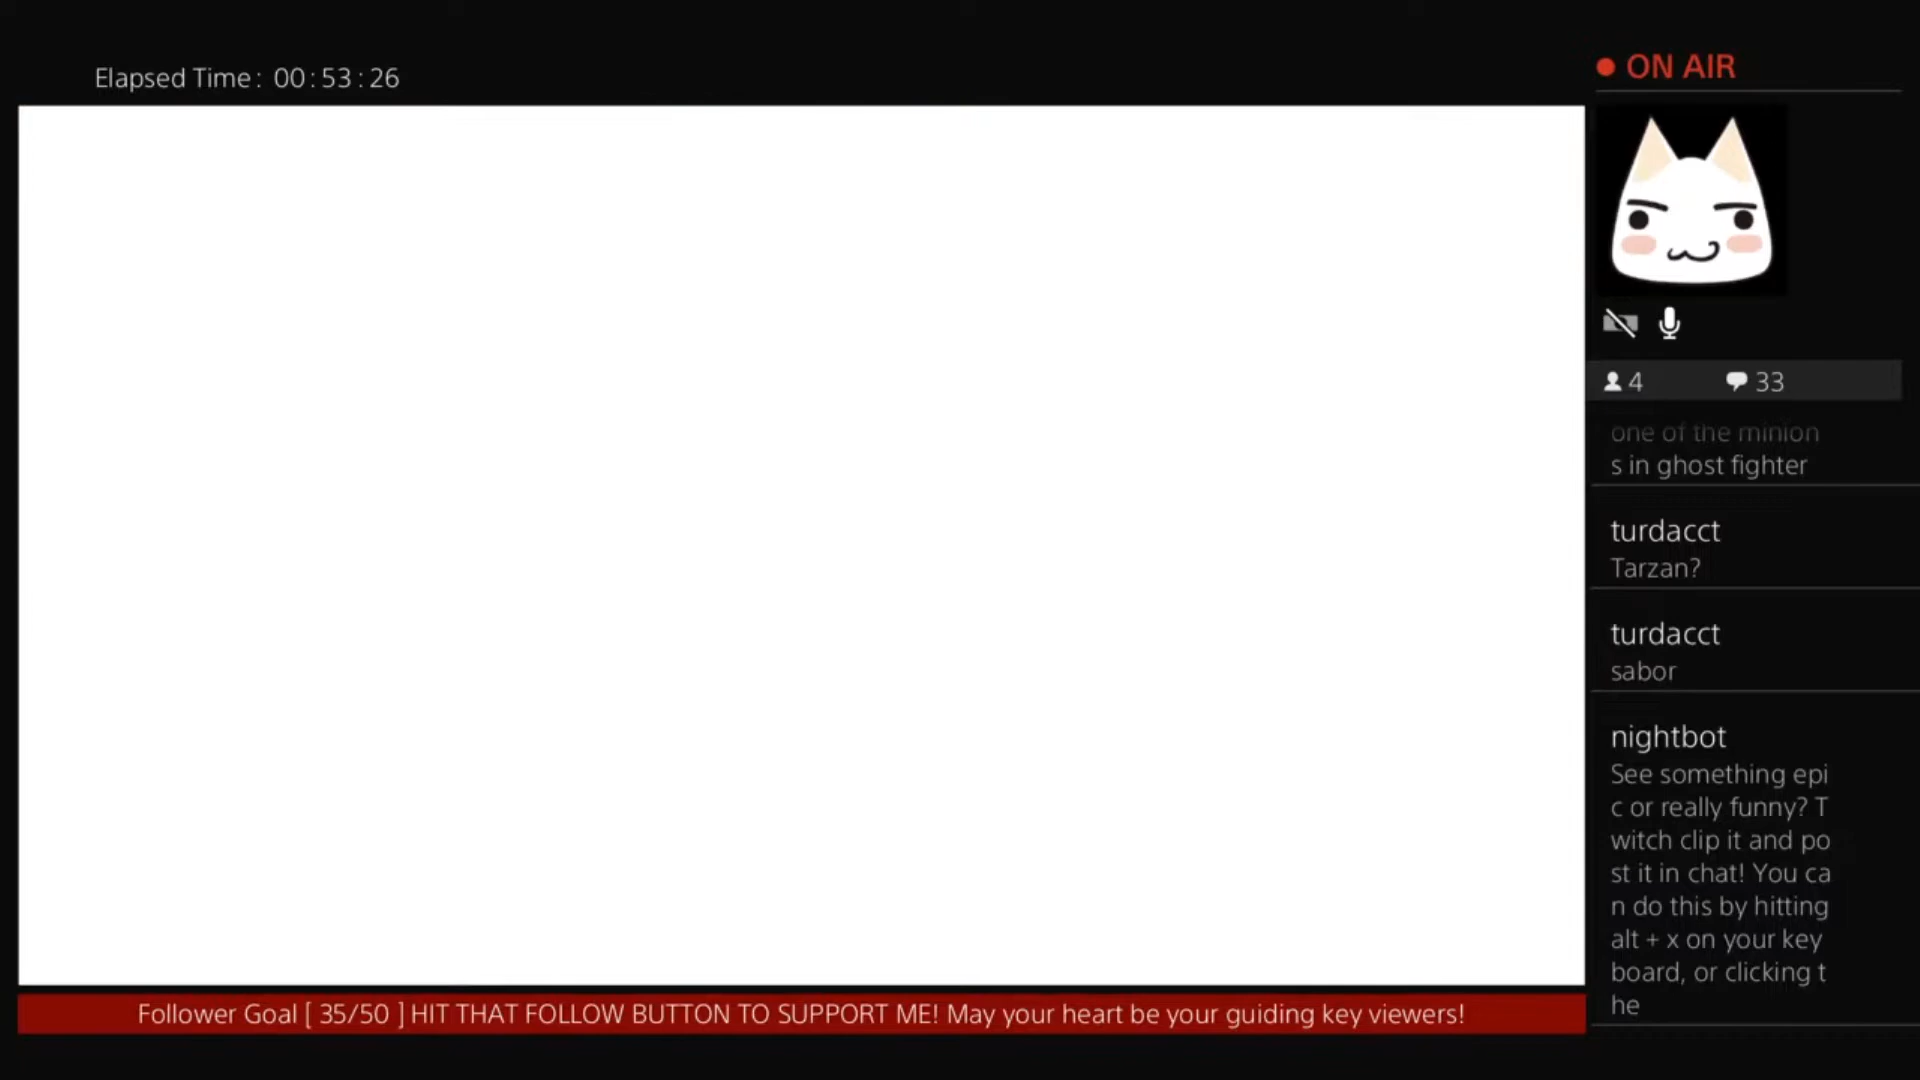 Elapsed Time: 00:53:26
ON AIR
4 33
one of the minion
s in ghost fighter
turdacct
Tarzan?
turdacct
sabor
nightbot
See something epi
c or really funny? T
witch clip it and po
st it in chat! You ca
n do this by hitting
alt + x on your key
board, or clicking t
he
Follower Goal [ 35/50 ] HIT THAT FOLLOW BUTTON TO SUPPORT ME! May your heart be your guiding key viewers!